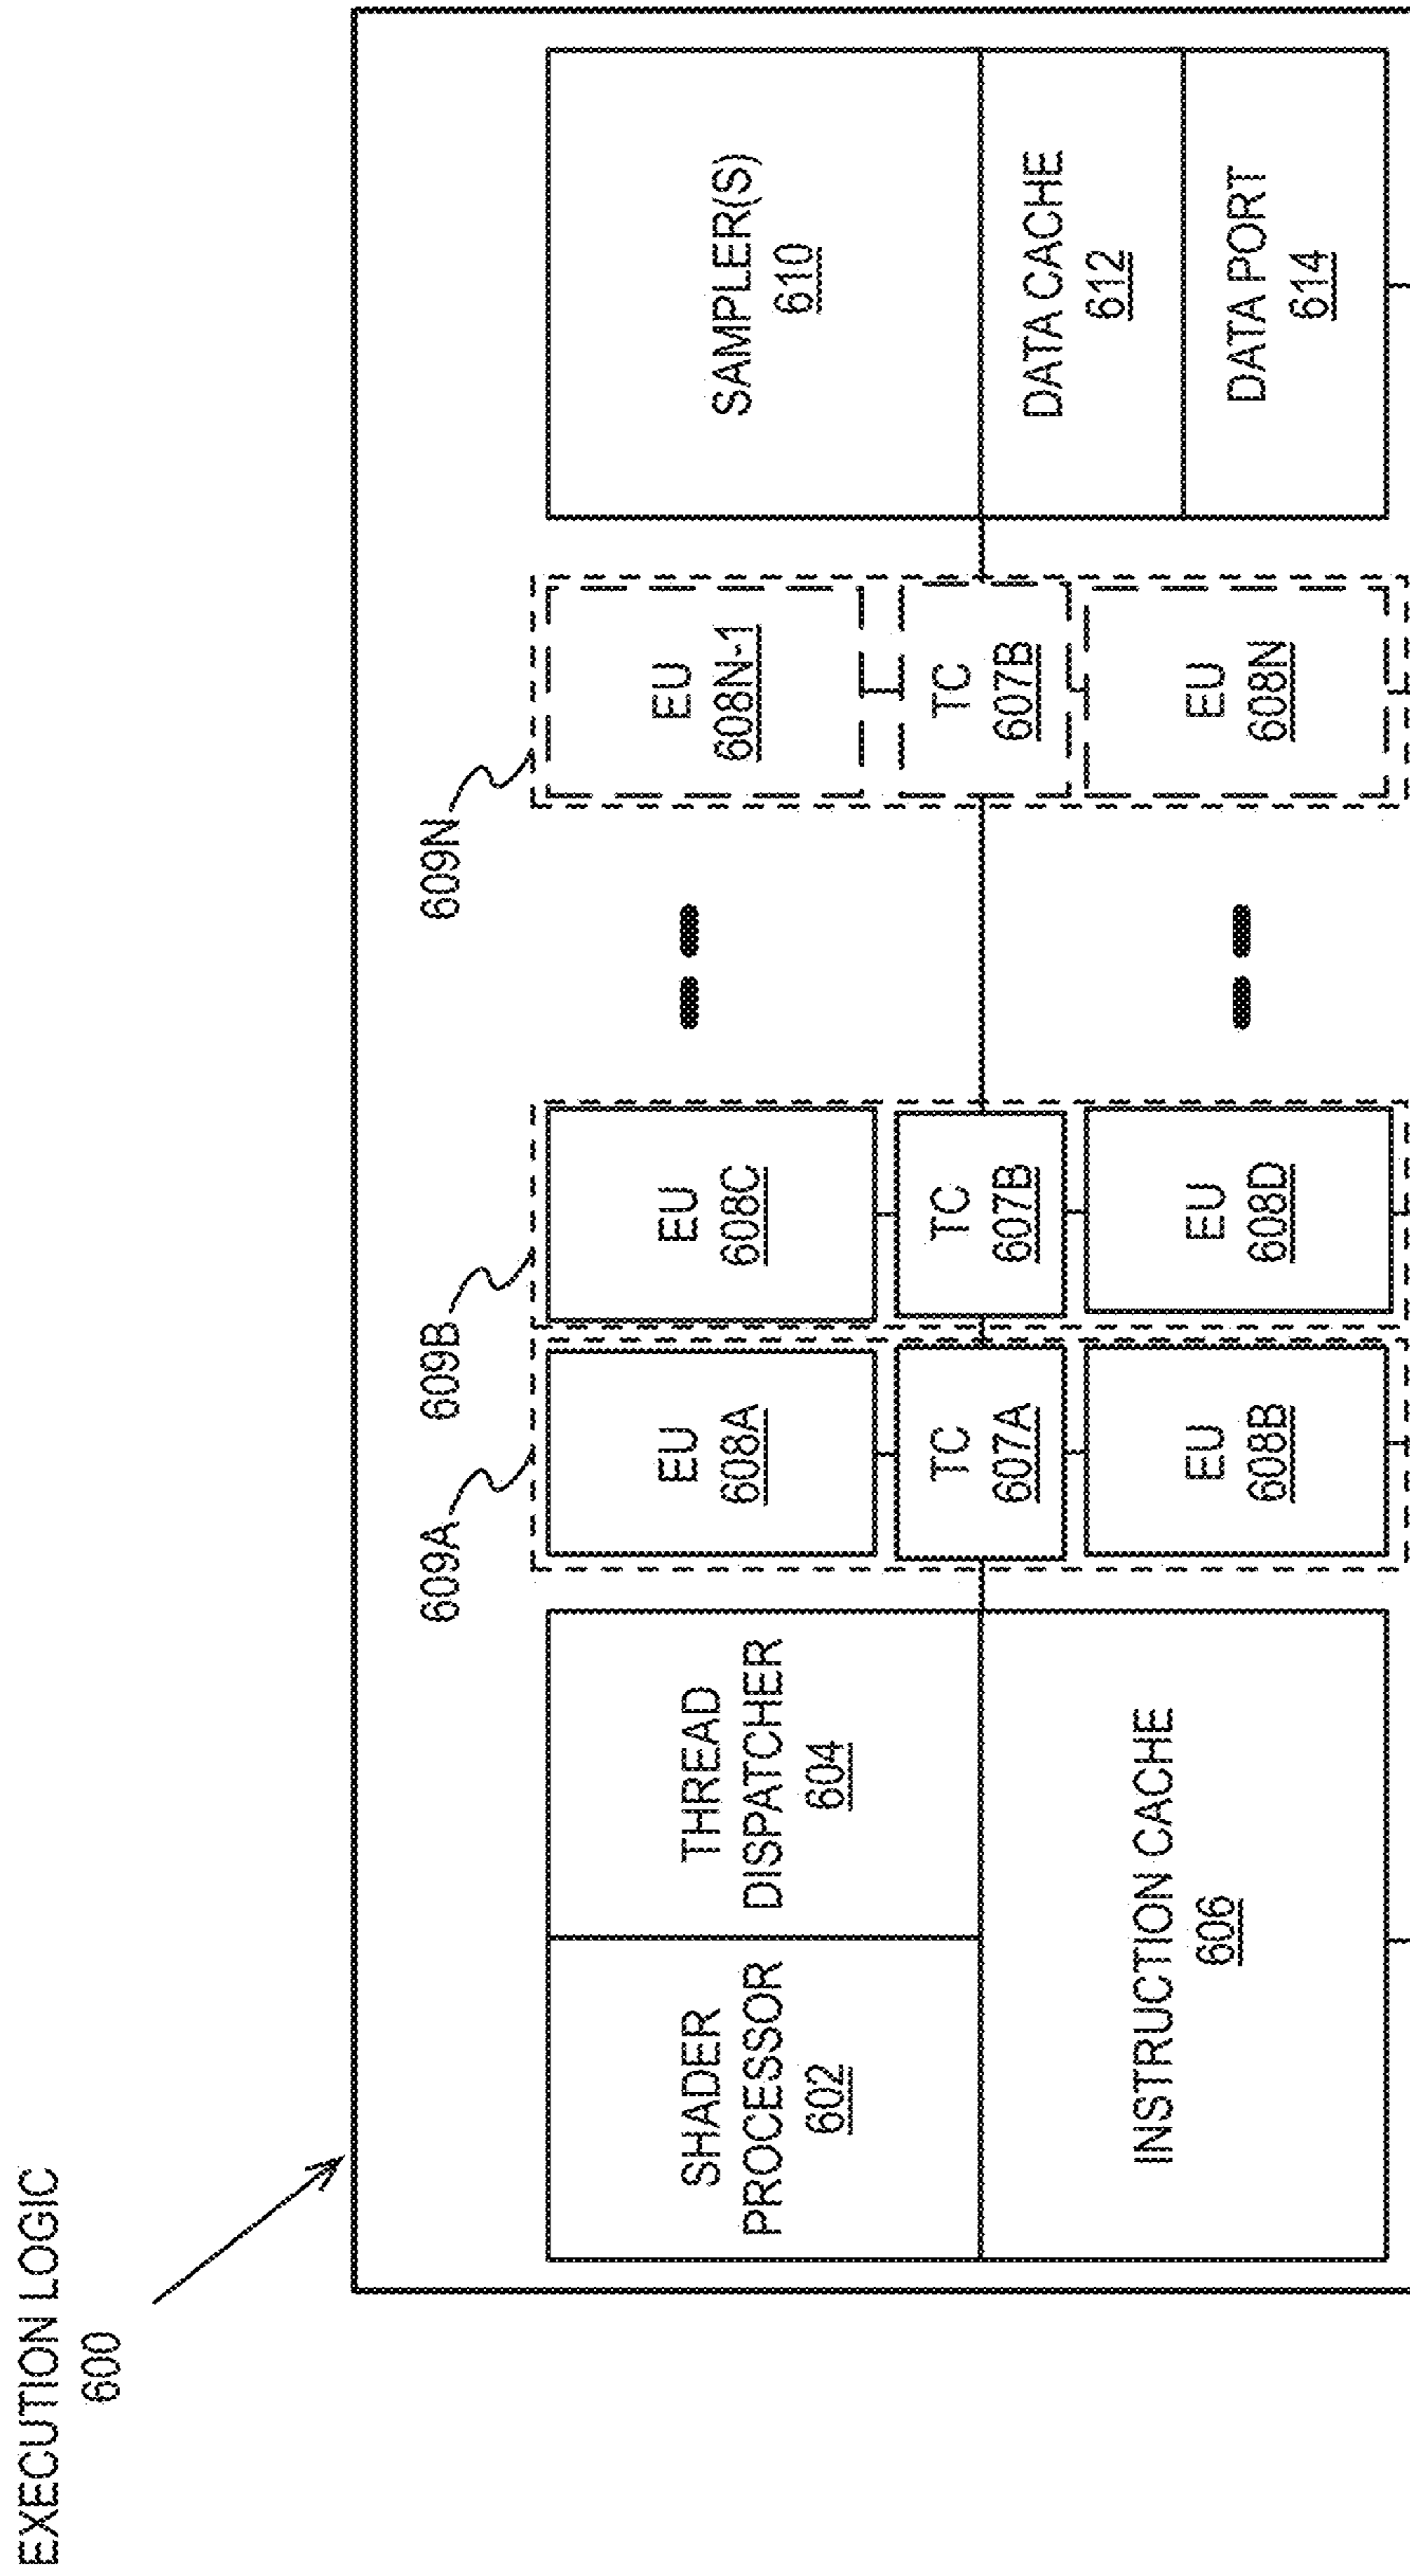 EXECUTION LOGIC
600
609A
609B
609N
SHADER
PROCESSOR
602
THREAD
DISPATCHER
604
INSTRUCTION CACHE
606
EU
608A
TC
607A
EU
608B
EU
608C
TC
607B
EU
608D
EU
608N-1
TC
607B
EU
608N
SAMPLER(S)
610
DATA CACHE
612
DATA PORT
614